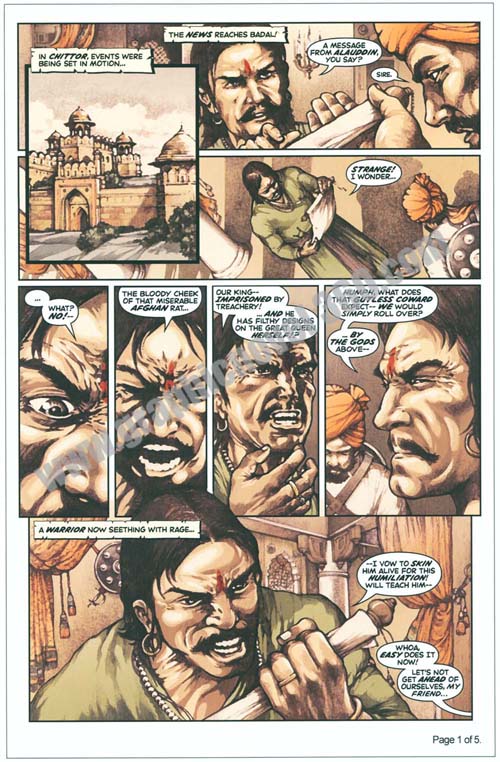 THE NEWS REACHES BADAL!
IN CHITTOR, EVENTS WERE
BEING SET IN MOTION...
A MESSAGE
FROM ALAUDDIN,
YOU SAY?
SIRE.
STRANGE!
I WONDER...
...
WHAT?
NO!--
THE BLOODY CHEEK
OF THAT MISERABLE
AFGHAN RAT...
OUR KING--
IMPRISONED BY
TREACHERY!
... AND HE
HAS FILTHY DESIGNS
ON THE GREAT QUEEN
HERSELF!?
HUMPH, WHAT DOES
THAT GUTLESS COWARD
EXPECT-- WE WOULD
SIMPLY ROLL OVER?
... BY
THE GODS
ABOVE--
A WARRIOR NOW SEETHING WITH RAGE...
--I VOW TO SKIN
HIM ALIVE FOR THIS
HUMILIATION!
WILL TEACH HIM--
WHOA,
EASY DOES IT
NOW!
LET'S NOT
GET AHEAD OF
OURSELVES, MY
FRIEND...
Page 1 of 5.